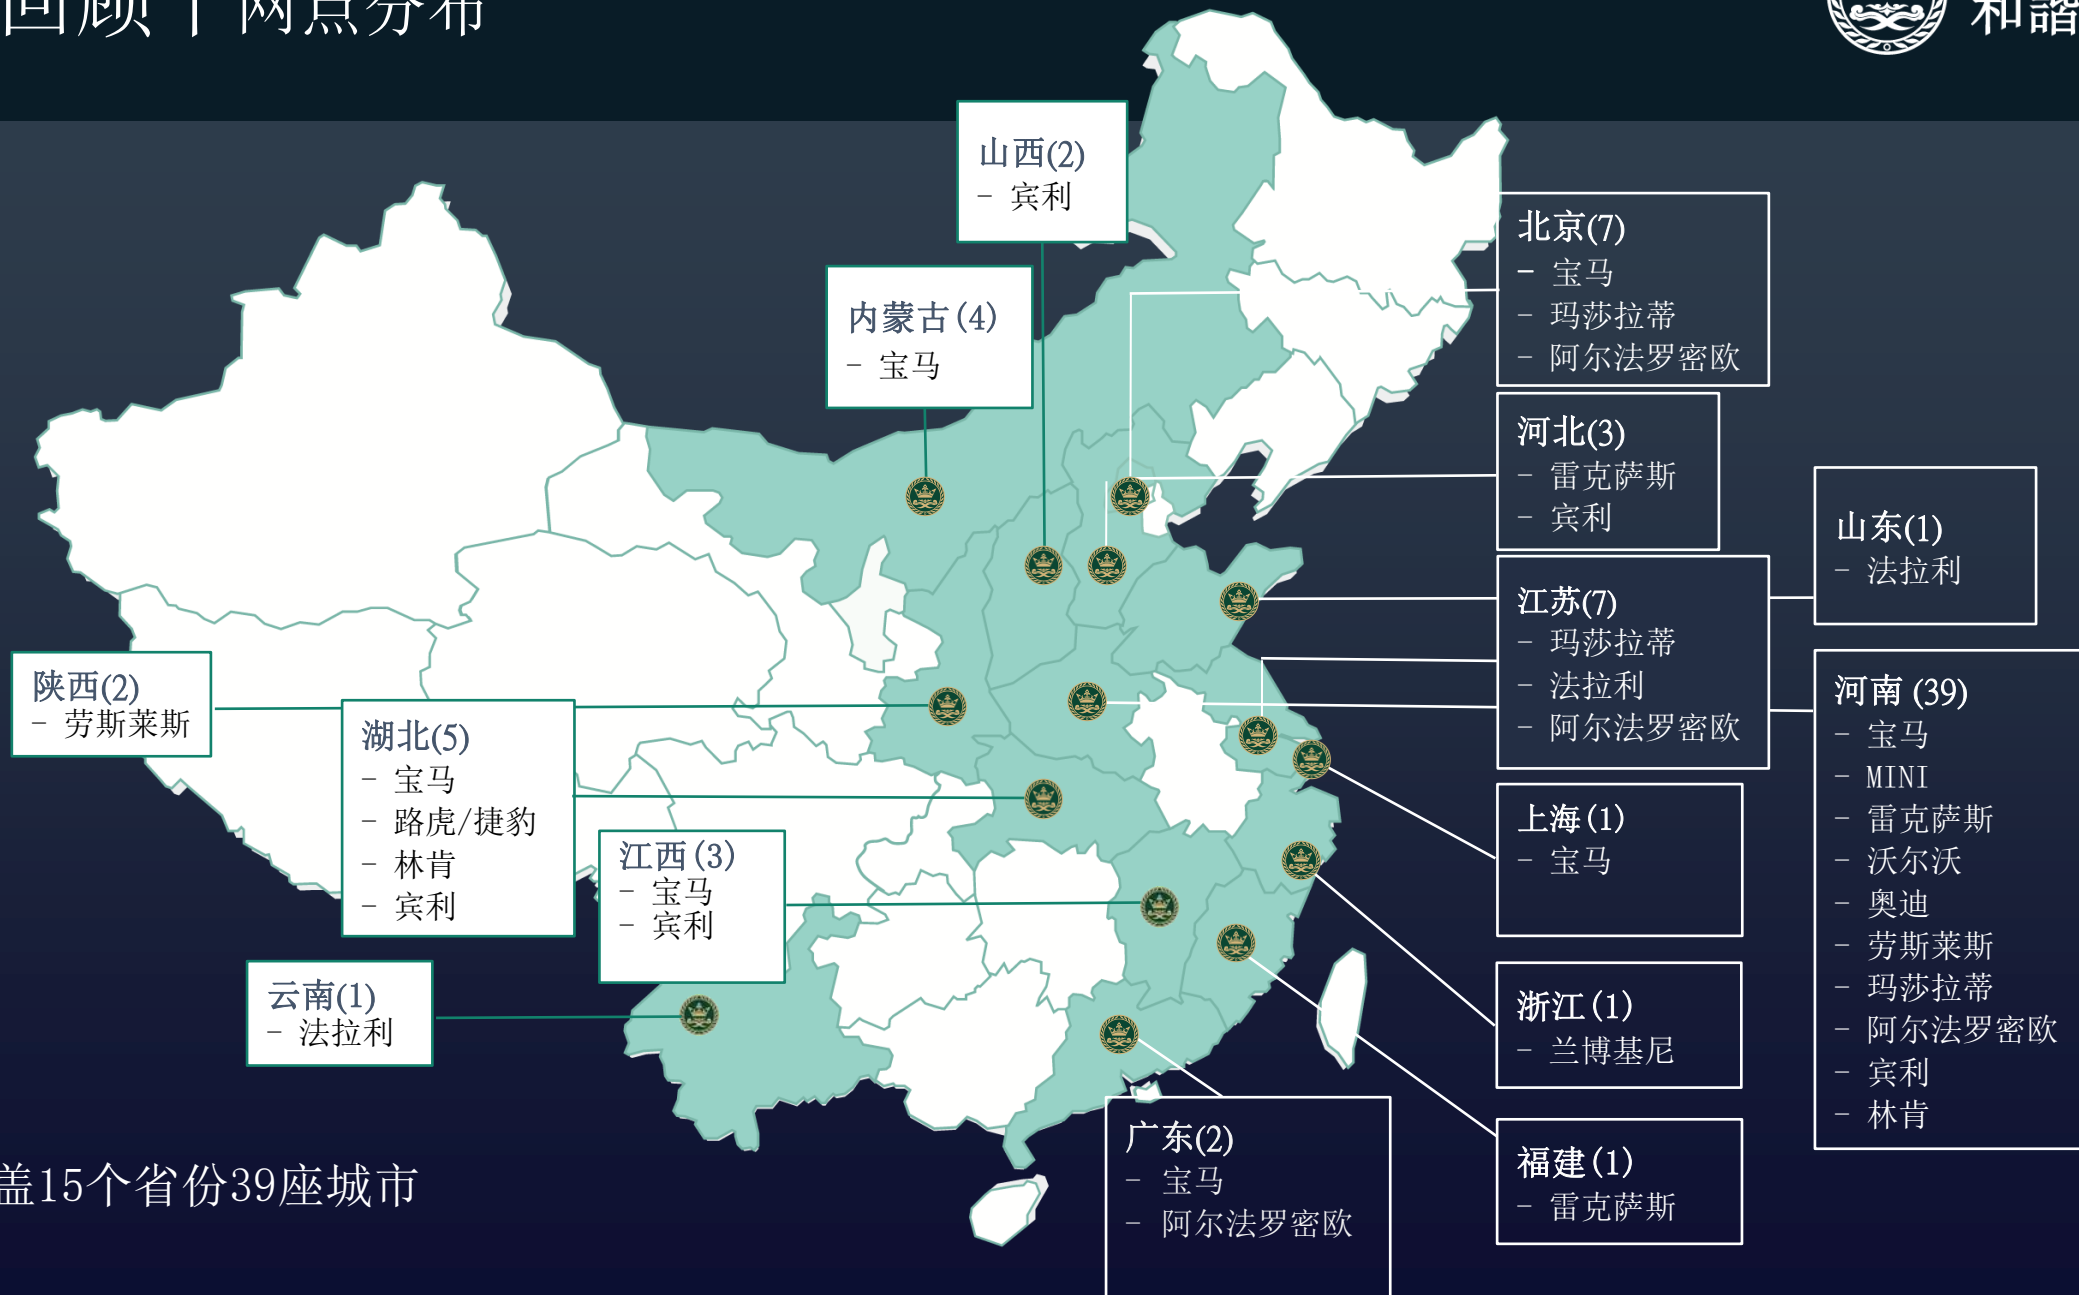 回顾 | 网点分布
和諧
山西(2)
- 宾利
内蒙古(4)
- 宝马
北京(7)
- 宝马
- 玛莎拉蒂
- 阿尔法罗密欧
河北(3)
- 雷克萨斯
- 宾利
山东(1)
- 法拉利
江苏(7)
- 玛莎拉蒂
- 法拉利
- 阿尔法罗密欧
河南(39)
- 宝马
- MINI
- 雷克萨斯
- 沃尔沃
- 奥迪
- 劳斯莱斯
- 玛莎拉蒂
- 阿尔法罗密欧
- 宾利
- 林肯
陕西(2)
- 劳斯莱斯
湖北(5)
- 宝马
- 路虎/捷豹
- 林肯
- 宾利
江西(3)
- 宝马
- 宾利
上海(1)
- 宝马
云南(1)
- 法拉利
浙江(1)
- 兰博基尼
广东(2)
- 宝马
- 阿尔法罗密欧
福建(1)
- 雷克萨斯
盖15个省份39座城市